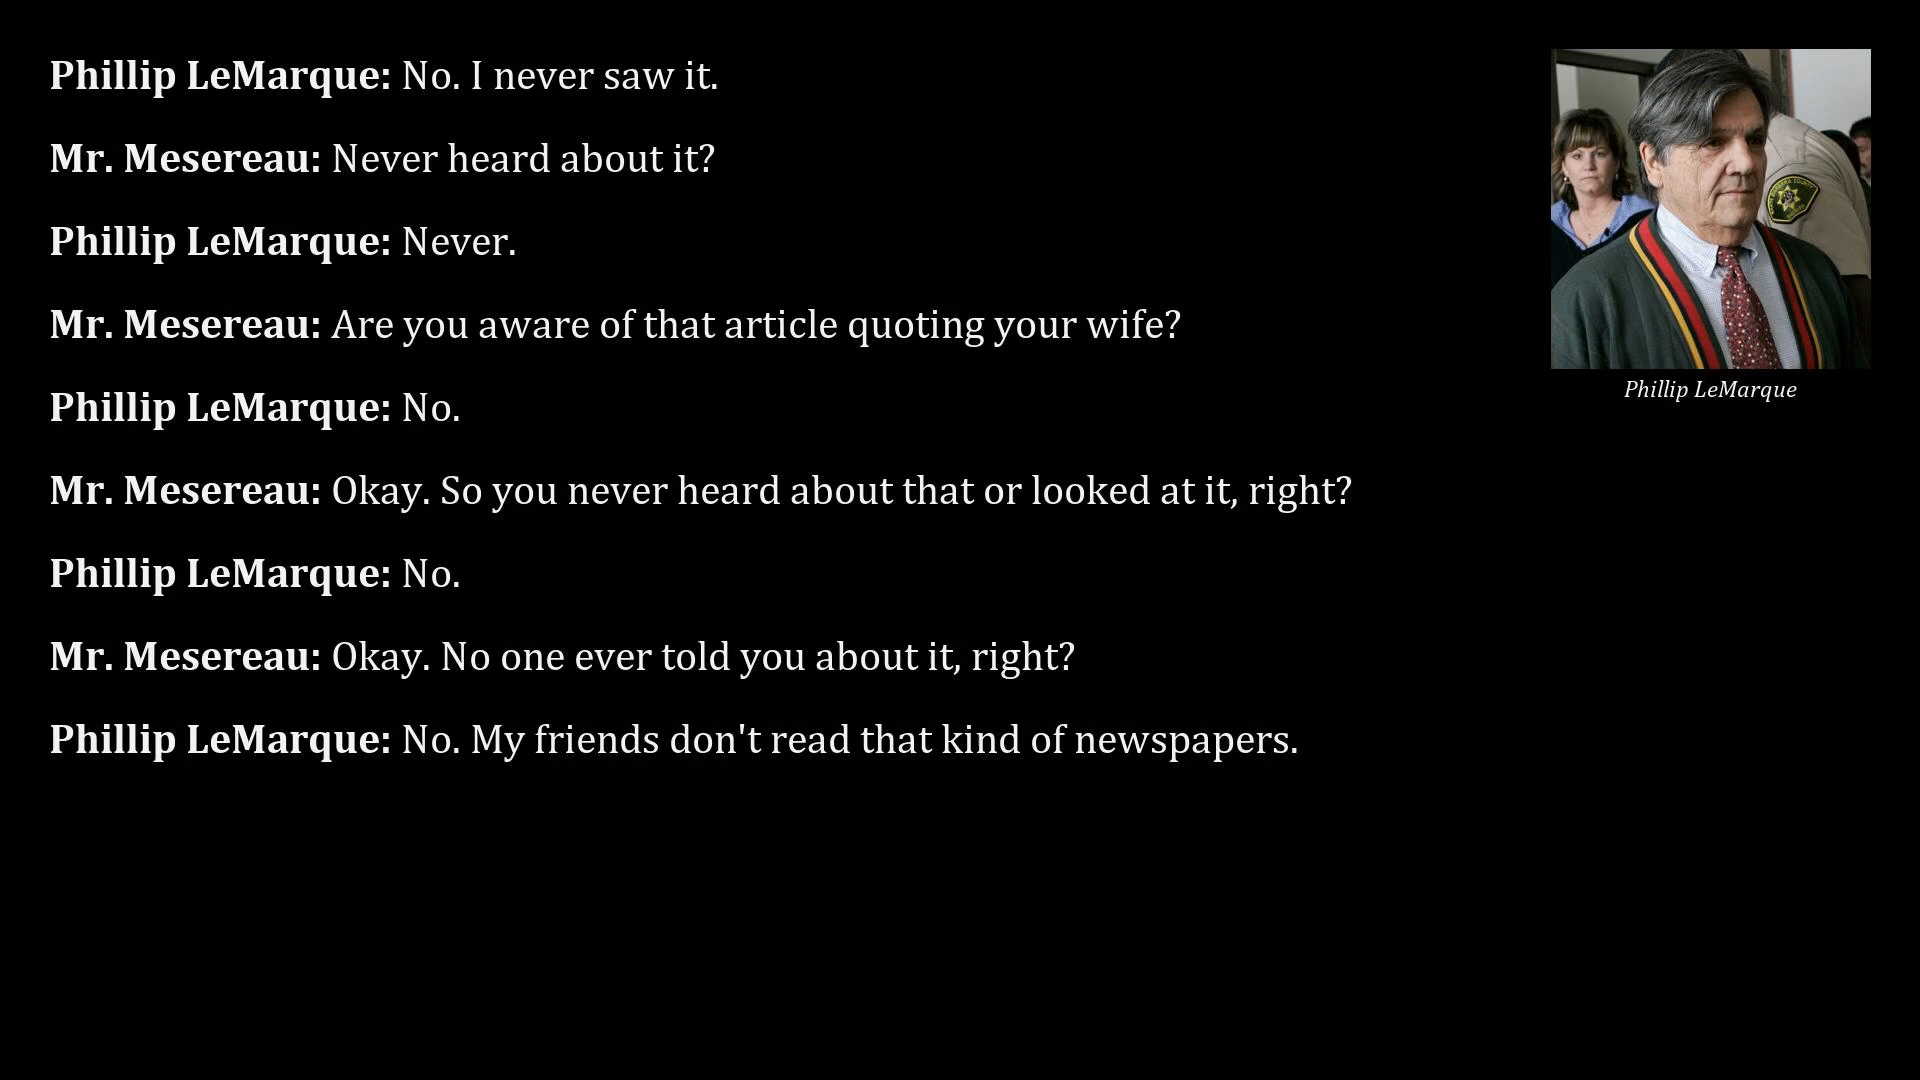 Phillip LeMarque: No. I never saw it.
Mr. Mesereau: Never heard about it?
Phillip LeMarque: Never.
Mr. Mesereau: Are you aware of that article quoting your wife?
Phillip LeMarque: No.
Mr. Mesereau: Okay. So you never heard about that or looked at it, right?
Phillip LeMarque: No.
Mr. Mesereau: Okay. No one ever told you about it, right?
Phillip LeMarque: No. My friends don't read that kind of newspapers.
Phillip LeMarque